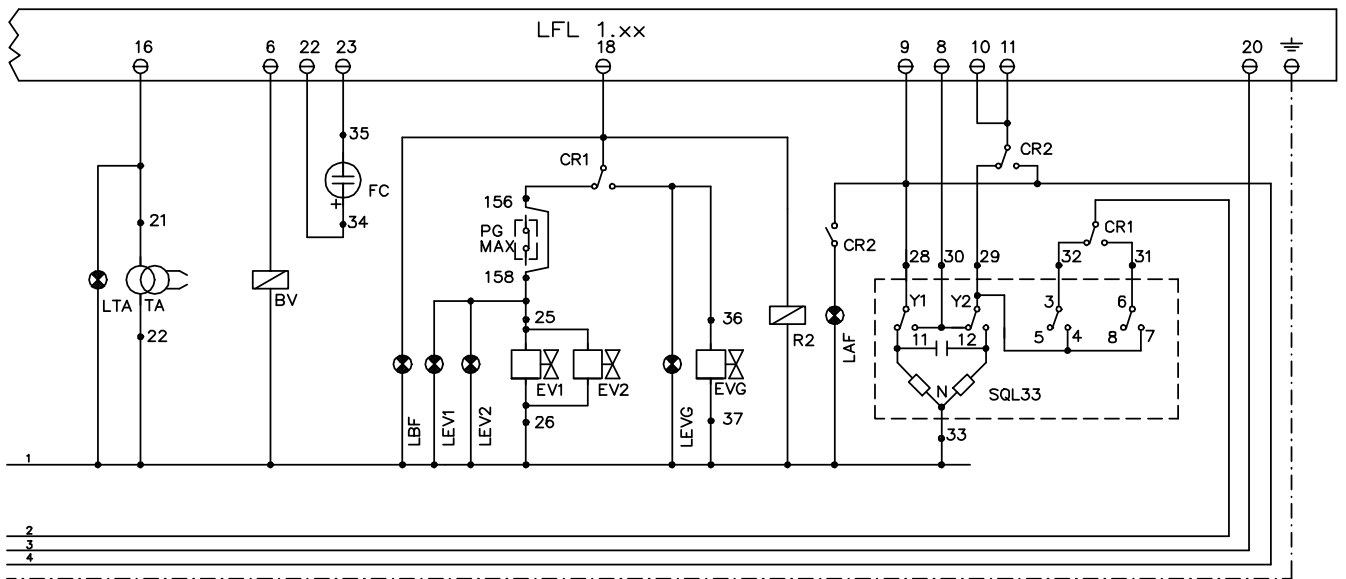 LFL 1.xx
16 6 22 23 18 9 8 10 11 20
35
CR1 CR2
FC
+
156 34
21 PG CR2 CR1
MAX
28 30 29 32 31
158
LTA TA BV Y1 Y2 3 6
25 36 R2 LAF 11 12 5 4 8 7
EV1 EV2 EVG N SQL33
LBF LEV1 LEV2 26 LEVG 37 33
22
1
2
3
4